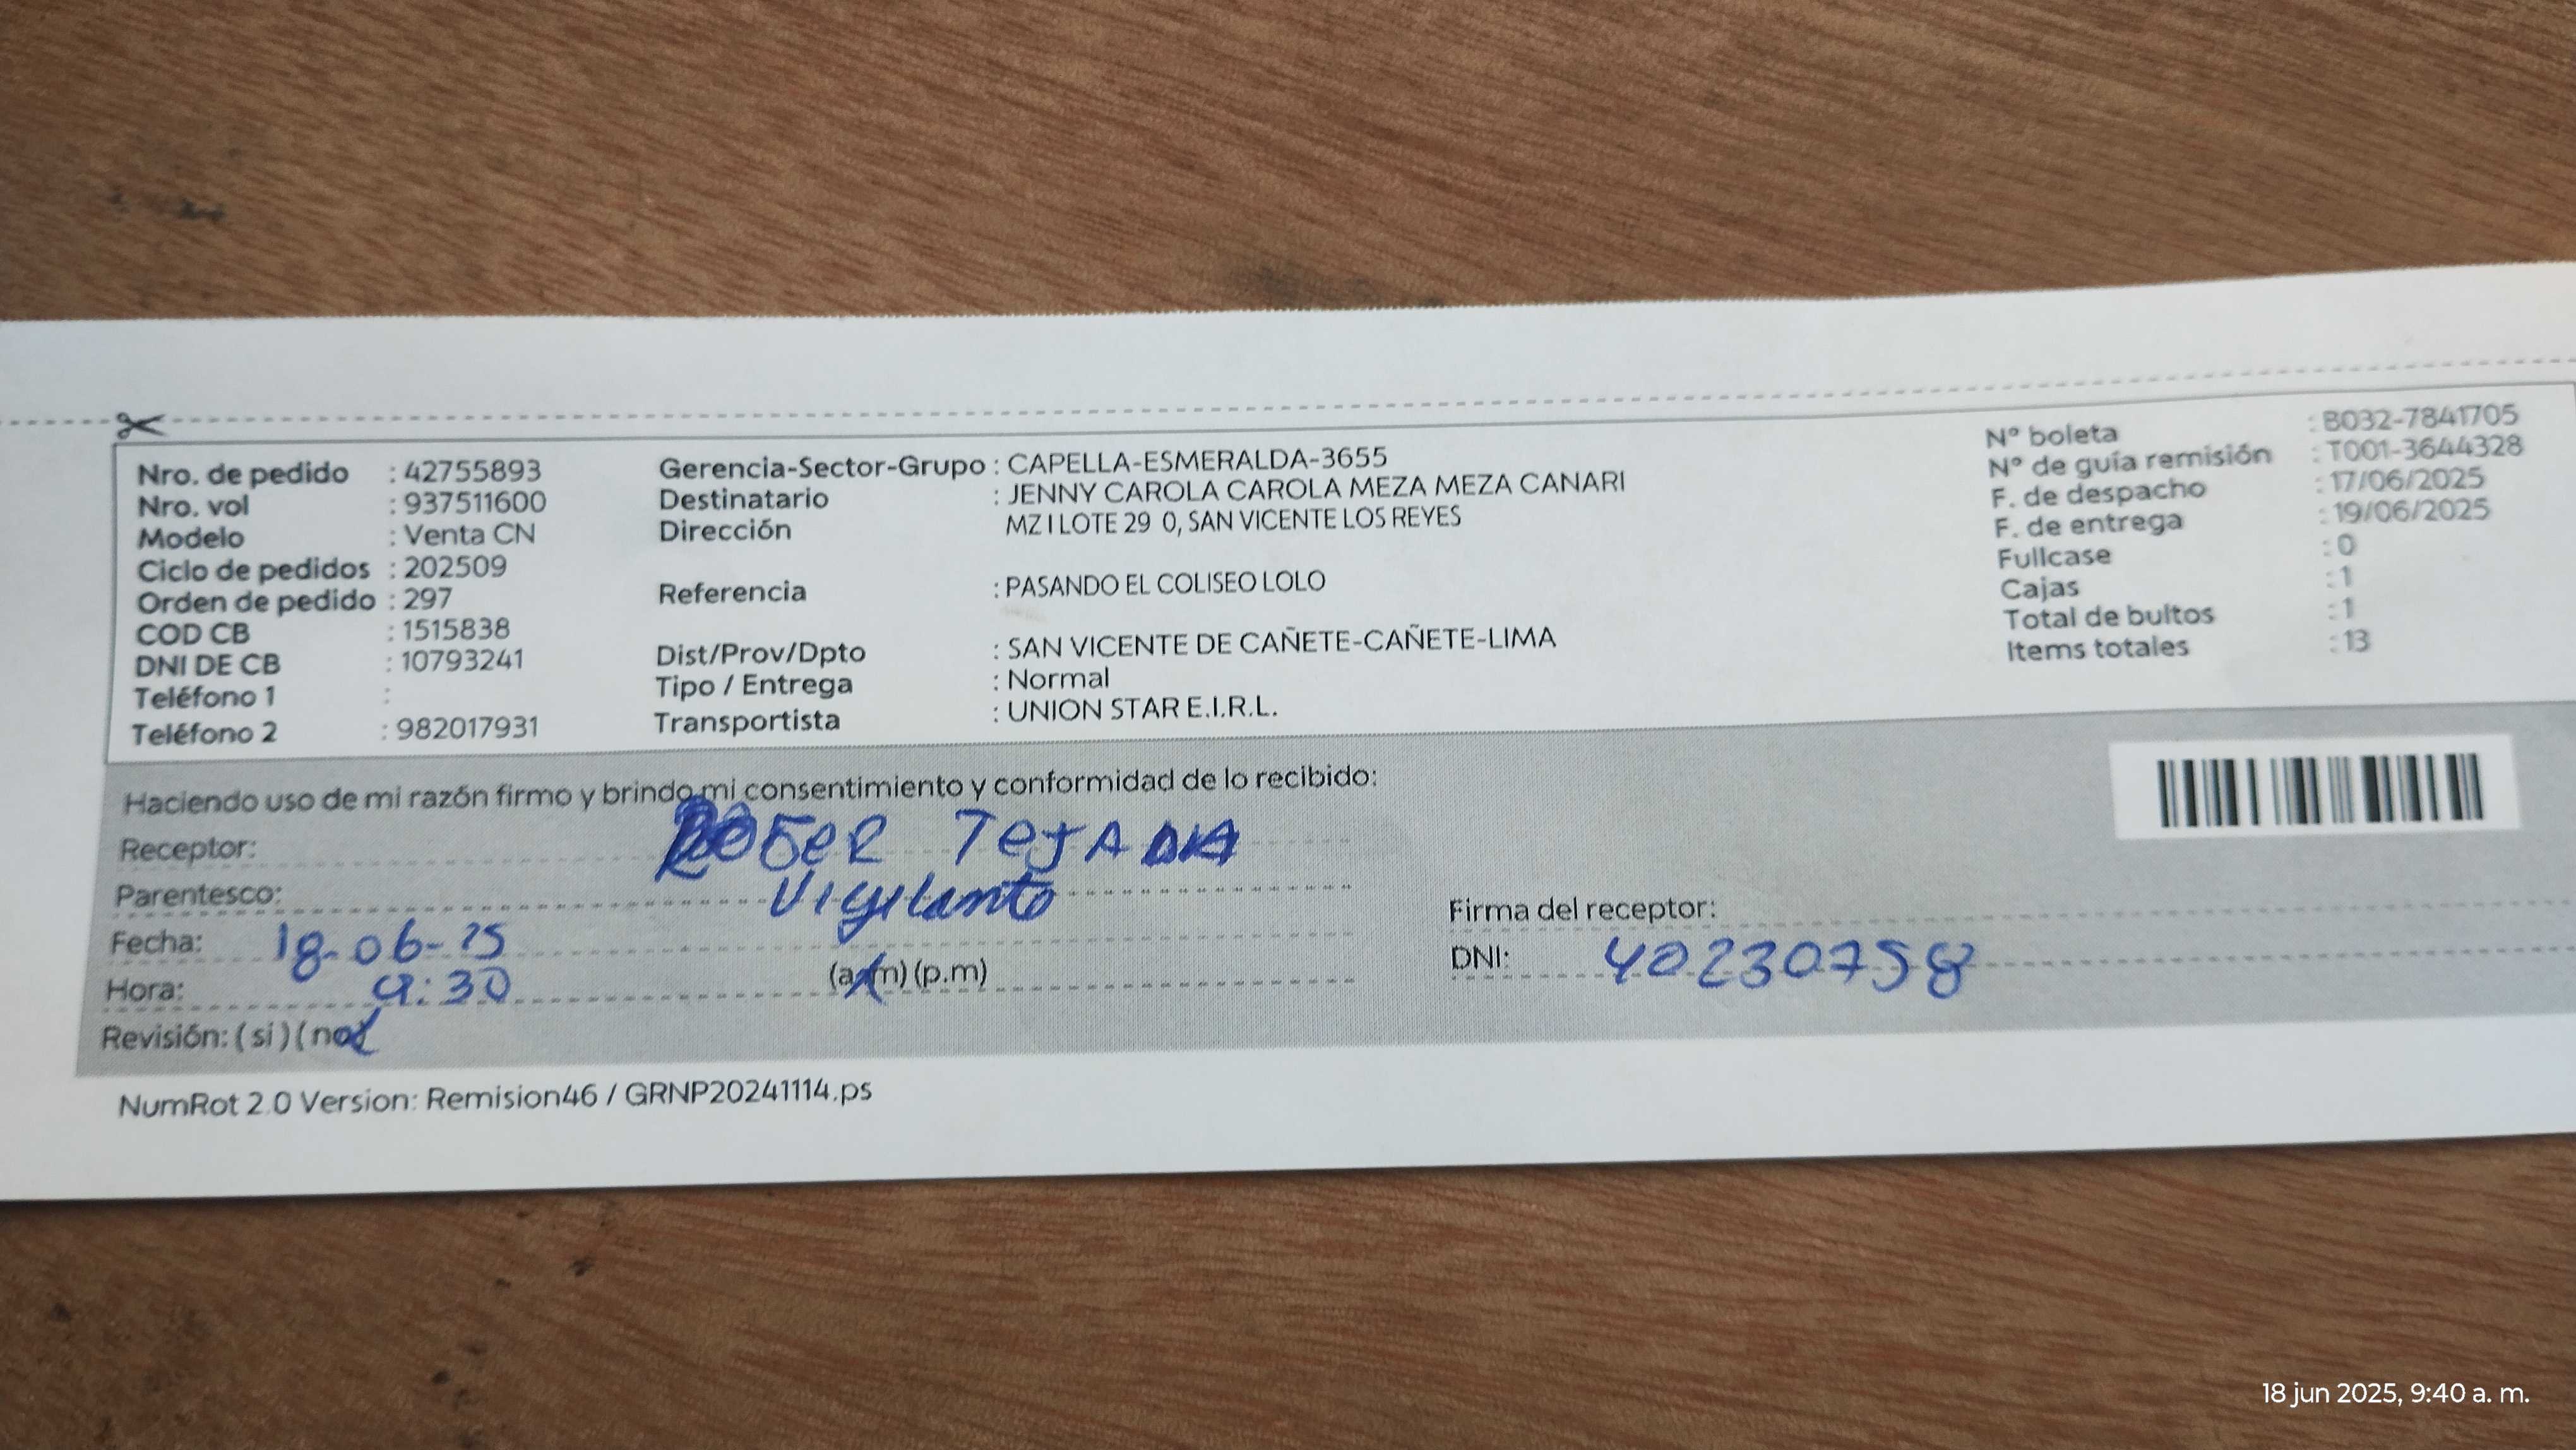 Nro. de pedido : 42755893
Nro. vol : 937511600
Modelo : Venta CN
Ciclo de pedidos : 202509
Orden de pedido : 297
COD CB : 1515838
DNI DE CB : 10793241
Teléfono 1 :
Teléfono 2 : 982017931
Gerencia-Sector-Grupo : CAPELLA-ESMERALDA-3655
Destinatario : JENNY CAROLA CAROLA MEZA MEZA CANARI
Dirección MZ I LOTE 29 0, SAN VICENTE LOS REYES
Referencia : PASANDO EL COLISEO LOLO
Dist/Prov/Dpto : SAN VICENTE DE CAÑETE-CAÑETE-LIMA
Tipo / Entrega : Normal
Transportista : UNION STAR E.I.R.L.
Nº boleta : B032-7841705
Nº de guía remisión : T001-3644328
F. de despacho : 17/06/2025
F. de entrega : 19/06/2025
Fullcase : 0
Cajas : 1
Total de bultos : 1
Items totales : 13
Haciendo uso de mi razón firmo y brindo mi consentimiento y conformidad de lo recibido:
Receptor: TeJADA
Parentesco: Vigilante
Fecha: 18-06-25
Hora: 9:30 (a.m) (p.m)
Revisión: ( si ) ( no)
Firma del receptor:
DNI: 40230758
NumRot 2.0 Version: Remision46 / GRNP20241114.ps
18 jun 2025, 9:40 a. m.